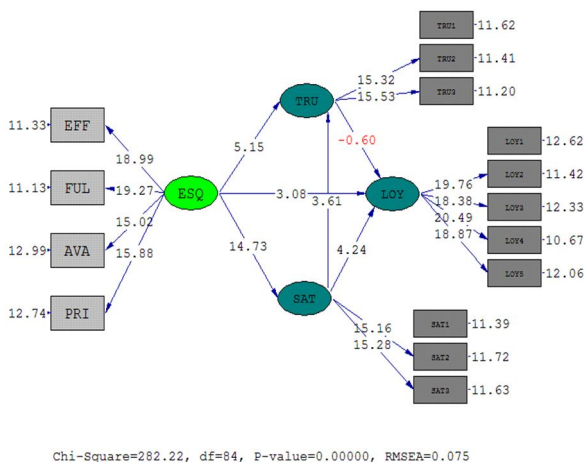 TRU1 11.62
TRU2 11.41
TRU3 11.20
15.32
15.53
TRU
11.33 EFF
11.13 FUL
12.99 AVA
12.74 PRI
18.99
19.27
15.02
15.88
ESQ
5.15
-0.60
3.08
3.61
14.73
4.24
LOY
19.76
18.38
20.49
18.87
LOY1 12.62
LOY2 11.42
LOY3 12.33
LOY4 10.67
LOY5 12.06
SAT
15.16
15.28
SAT1 11.39
SAT2 11.72
SAT3 11.63
Chi-Square=282.22, df=84, P-value=0.00000, RMSEA=0.075